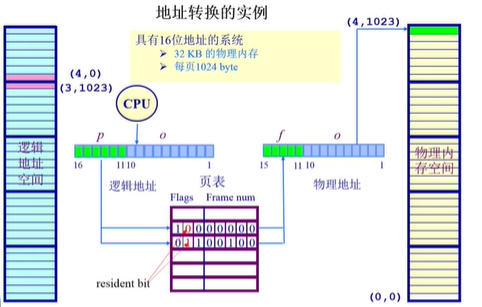 地址转换的实例
(4,1023)
具有16位地址的系统
32 KB 的物理内存
每页1024 byte
(4,0)
(3,1023)
CPU
p o
f o
16 11 10 1
15 11 10 1
逻辑
地址
空间
逻辑地址
页表
物理地址
物理内
存空间
Flags Frame num
1 0 0 0 0 0 0 0
0 1 1 0 0 1 0 0
resident bit
(0,0)